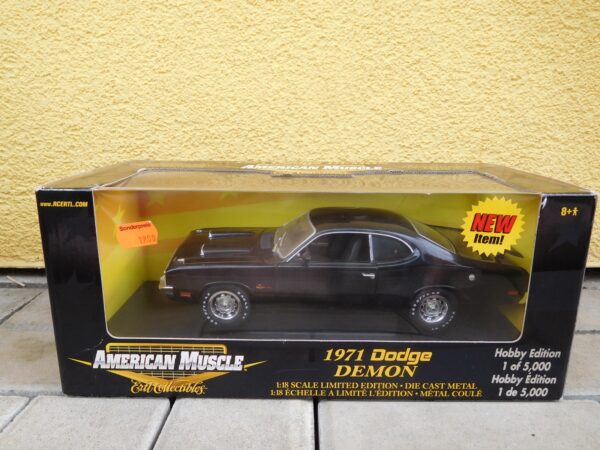 AMERICAN MUSCLE
WWW.RCERTL.COM
8+
Sonderpreis
NEW
Item!
AMERICAN MUSCLE
Ertl Collectibles
1971 Dodge
DEMON
1:18 SCALE LIMITED EDITION • DIE CAST METAL
1:18 ÉCHELLE A LIMITÉ L'ÉDITION • MÉTAL COULÉ
Hobby Edition
1 of 5,000
Hobby Édition
1 de 5,000